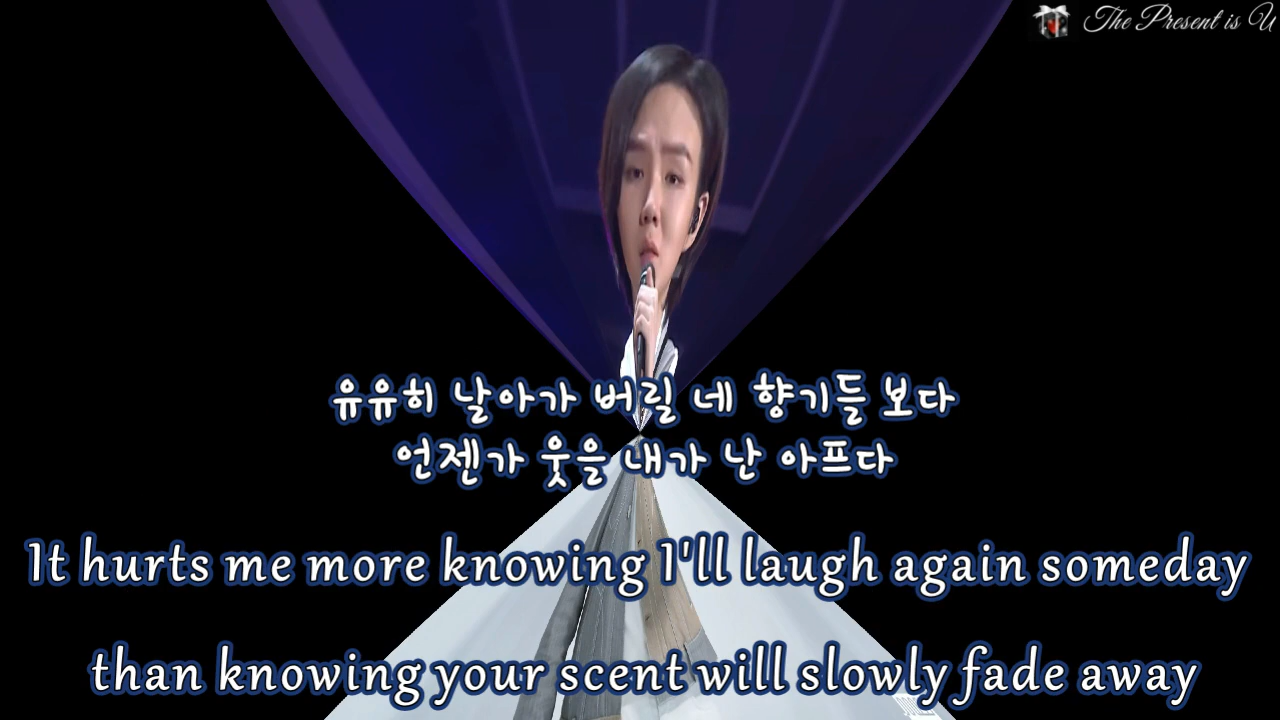 The Present is U
유유히 날아가 버릴 네 향기들 보다
언젠가 웃을 내가 난 아프다
It hurts me more knowing I'll laugh again someday
than knowing your scent will slowly fade away